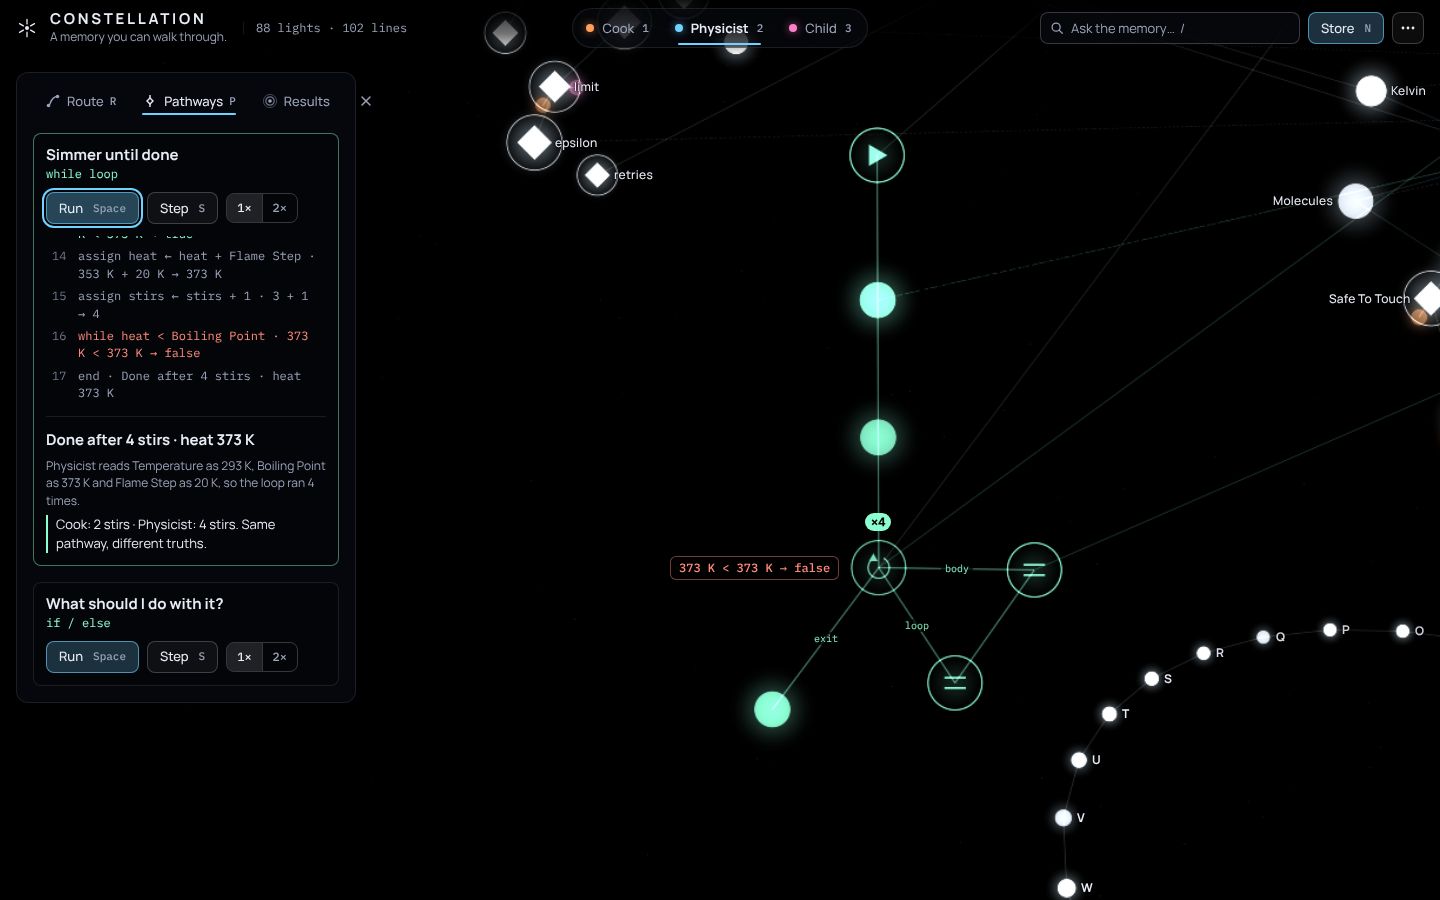 CONSTELLATION
A memory you can walk through.
88 lights · 102 lines
Cook 1
Physicist 2
Child 3
Ask the memory... /
Store N
Route R
Pathways P
Results
Simmer until done
while loop
Run Space
Step S
1×
2×
14 assign heat ← heat + Flame Step ·
353 K + 20 K → 373 K
15 assign stirs ← stirs + 1 · 3 + 1
→ 4
16 while heat < Boiling Point · 373
K < 373 K → false
17 end · Done after 4 stirs · heat
373 K
Done after 4 stirs · heat 373 K
Physicist reads Temperature as 293 K, Boiling Point
as 373 K and Flame Step as 20 K, so the loop ran 4
times.
Cook: 2 stirs · Physicist: 4 stirs. Same
pathway, different truths.
What should I do with it?
if / else
Run Space
Step S
1×
2×
limit
epsilon
retries
Kelvin
Molecules
Safe To Touch
×4
373 K < 373 K → false
body
loop
exit
O
P
Q
R
S
T
U
V
W